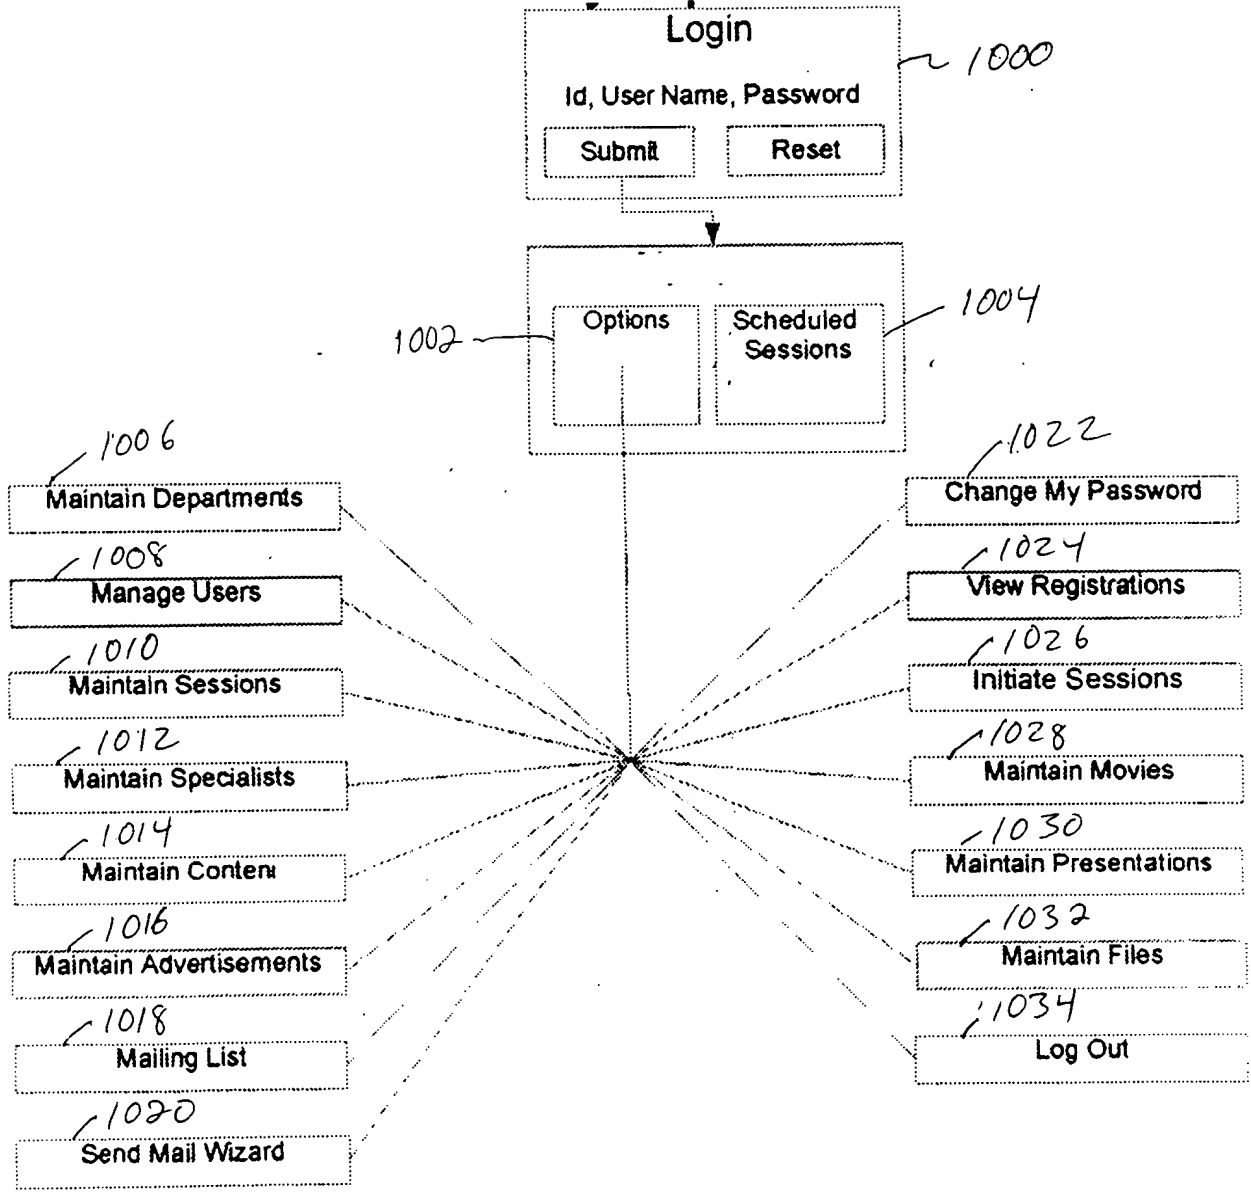 Login
1000
Id, User Name, Password
Submit
Reset
1002
Options
Scheduled
Sessions
1004
1006
Maintain Departments
1008
Manage Users
1010
Maintain Sessions
1012
Maintain Specialists
1014
Maintain Content
1016
Maintain Advertisements
1018
Mailing List
1020
Send Mail Wizard
1022
Change My Password
1024
View Registrations
1026
Initiate Sessions
1028
Maintain Movies
1030
Maintain Presentations
1032
Maintain Files
1034
Log Out